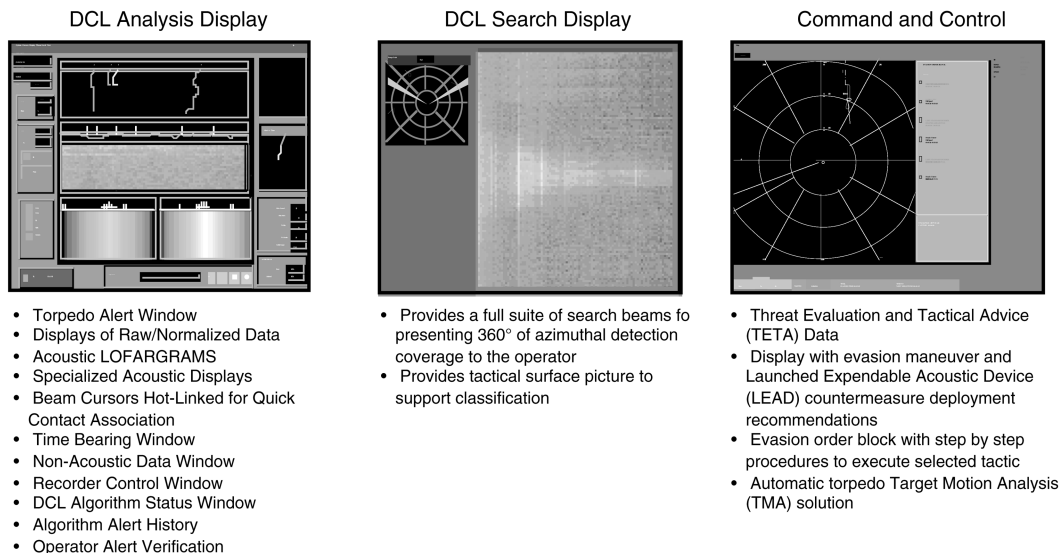 DCL Analysis Display
• Torpedo Alert Window
• Displays of Raw/Normalized Data
• Acoustic LOFARGRAMS
• Specialized Acoustic Displays
• Beam Cursors Hot-Linked for Quick
Contact Association
• Time Bearing Window
• Non-Acoustic Data Window
• Recorder Control Window
• DCL Algorithm Status Window
• Algorithm Alert History
• Operator Alert Verification
DCL Search Display
• Provides a full suite of search beams fo
presenting 360° of azimuthal detection
coverage to the operator
• Provides tactical surface picture to
support classification
Command and Control
• Threat Evaluation and Tactical Advice
(TETA) Data
• Display with evasion maneuver and
Launched Expendable Acoustic Device
(LEAD) countermeasure deployment
recommendations
• Evasion order block with step by step
procedures to execute selected tactic
• Automatic torpedo Target Motion Analysis
(TMA) solution